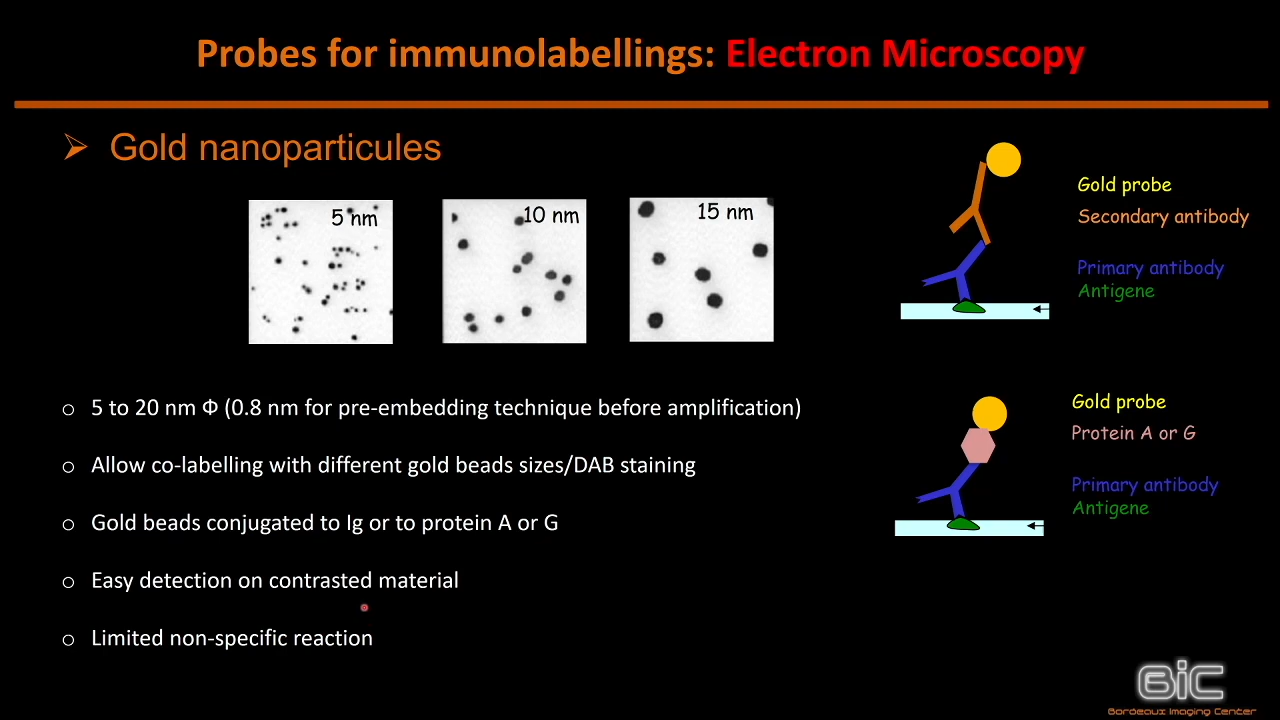 Probes for immunolabellings: Electron Microscopy
➢ Gold nanoparticules
5 nm
10 nm
15 nm
Gold probe
Secondary antibody
Primary antibody
Antigene
o 5 to 20 nm Φ (0.8 nm for pre-embedding technique before amplification)
o Allow co-labelling with different gold beads sizes/DAB staining
o Gold beads conjugated to Ig or to protein A or G
o Easy detection on contrasted material
o Limited non-specific reaction
Gold probe
Protein A or G
Primary antibody
Antigene
BiC
Bordeaux Imaging Center